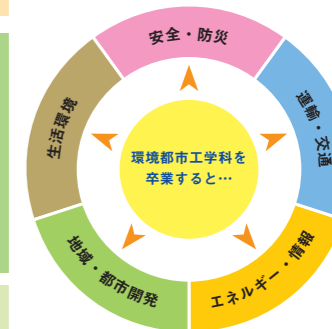 安全・防災
運輸・交通
エネルギー・情報
地域・都市開発
生活環境
環境都市工学科を
卒業すると…